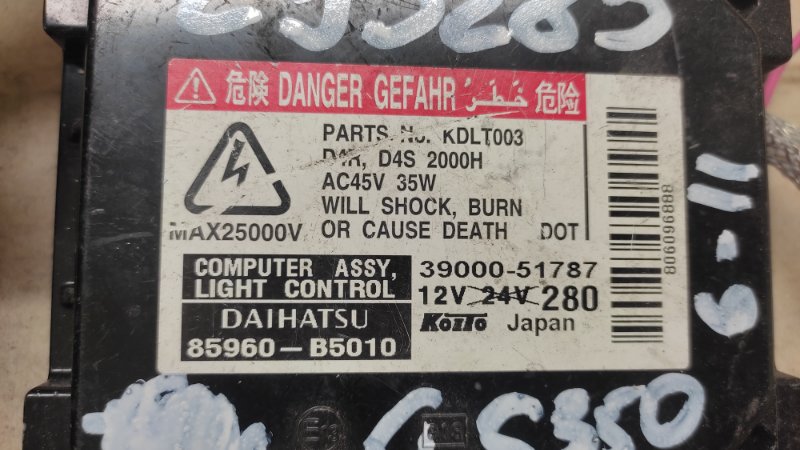 危険 DANGER GEFAHR خَطَرْ 危险
PARTS No. KDLT003
D4R, D4S 2000H
AC45V 35W
WILL SHOCK, BURN
OR CAUSE DEATH DOT
MAX25000V
806096888
6-11
COMPUTER ASSY,
LIGHT CONTROL
39000-51787
12V 24V 280
DAIHATSU
85960-B5010
KOITO Japan
GS350